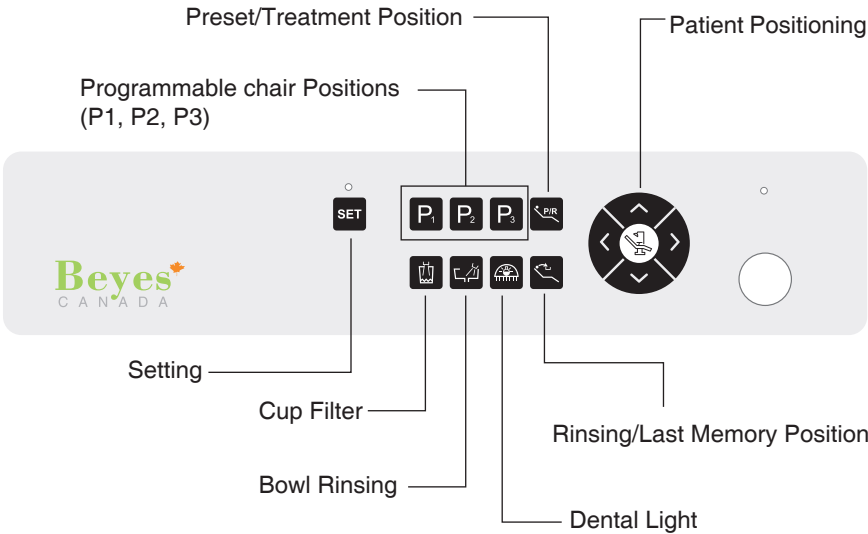 Preset/Treatment Position
Patient Positioning
Programmable chair Positions
(P1, P2, P3)
SET
P1
P2
P3
P/R
Beyes
CANADA
Setting
Cup Filter
Rinsing/Last Memory Position
Bowl Rinsing
Dental Light